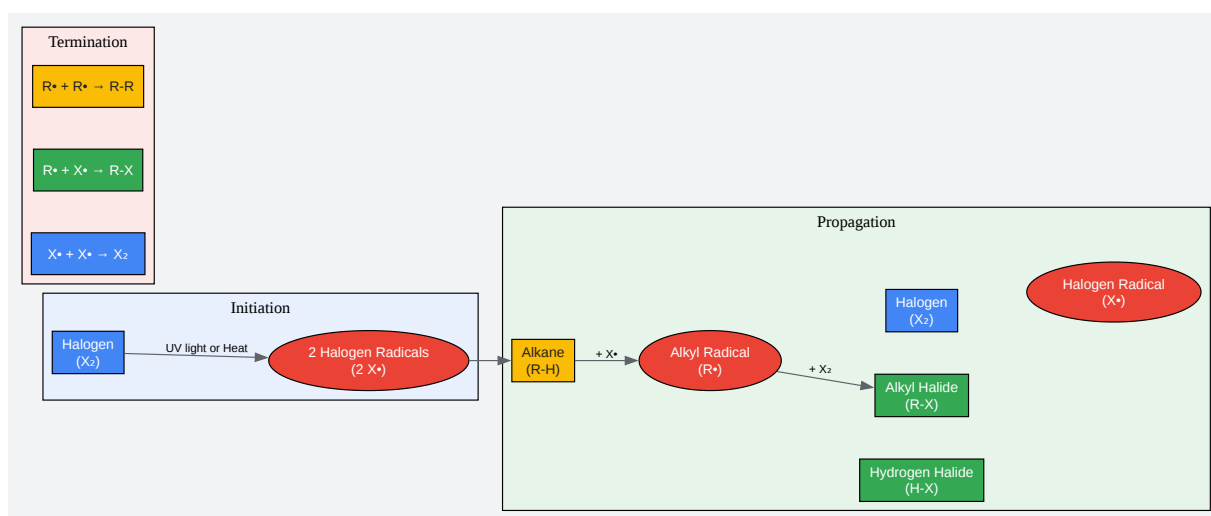 Termination
R• + R• → R-R
R• + X• → R-X
X• + X• → X₂
Initiation
Halogen
(X₂)
UV light or Heat
2 Halogen Radicals
(2 X•)
Propagation
Alkane
(R-H)
+ X•
Alkyl Radical
(R•)
+ X₂
Halogen
(X₂)
Alkyl Halide
(R-X)
Hydrogen Halide
(H-X)
Halogen Radical
(X•)